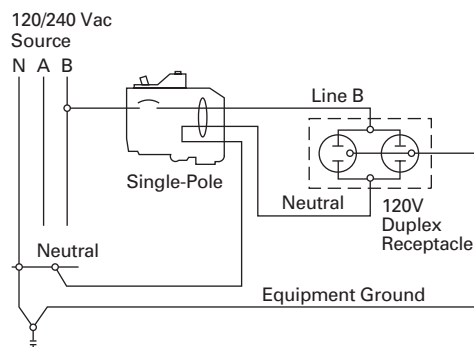 120/240 Vac
Source
N A B
Line B
Single-Pole
Neutral
120V
Duplex
Receptacle
Neutral
Equipment Ground